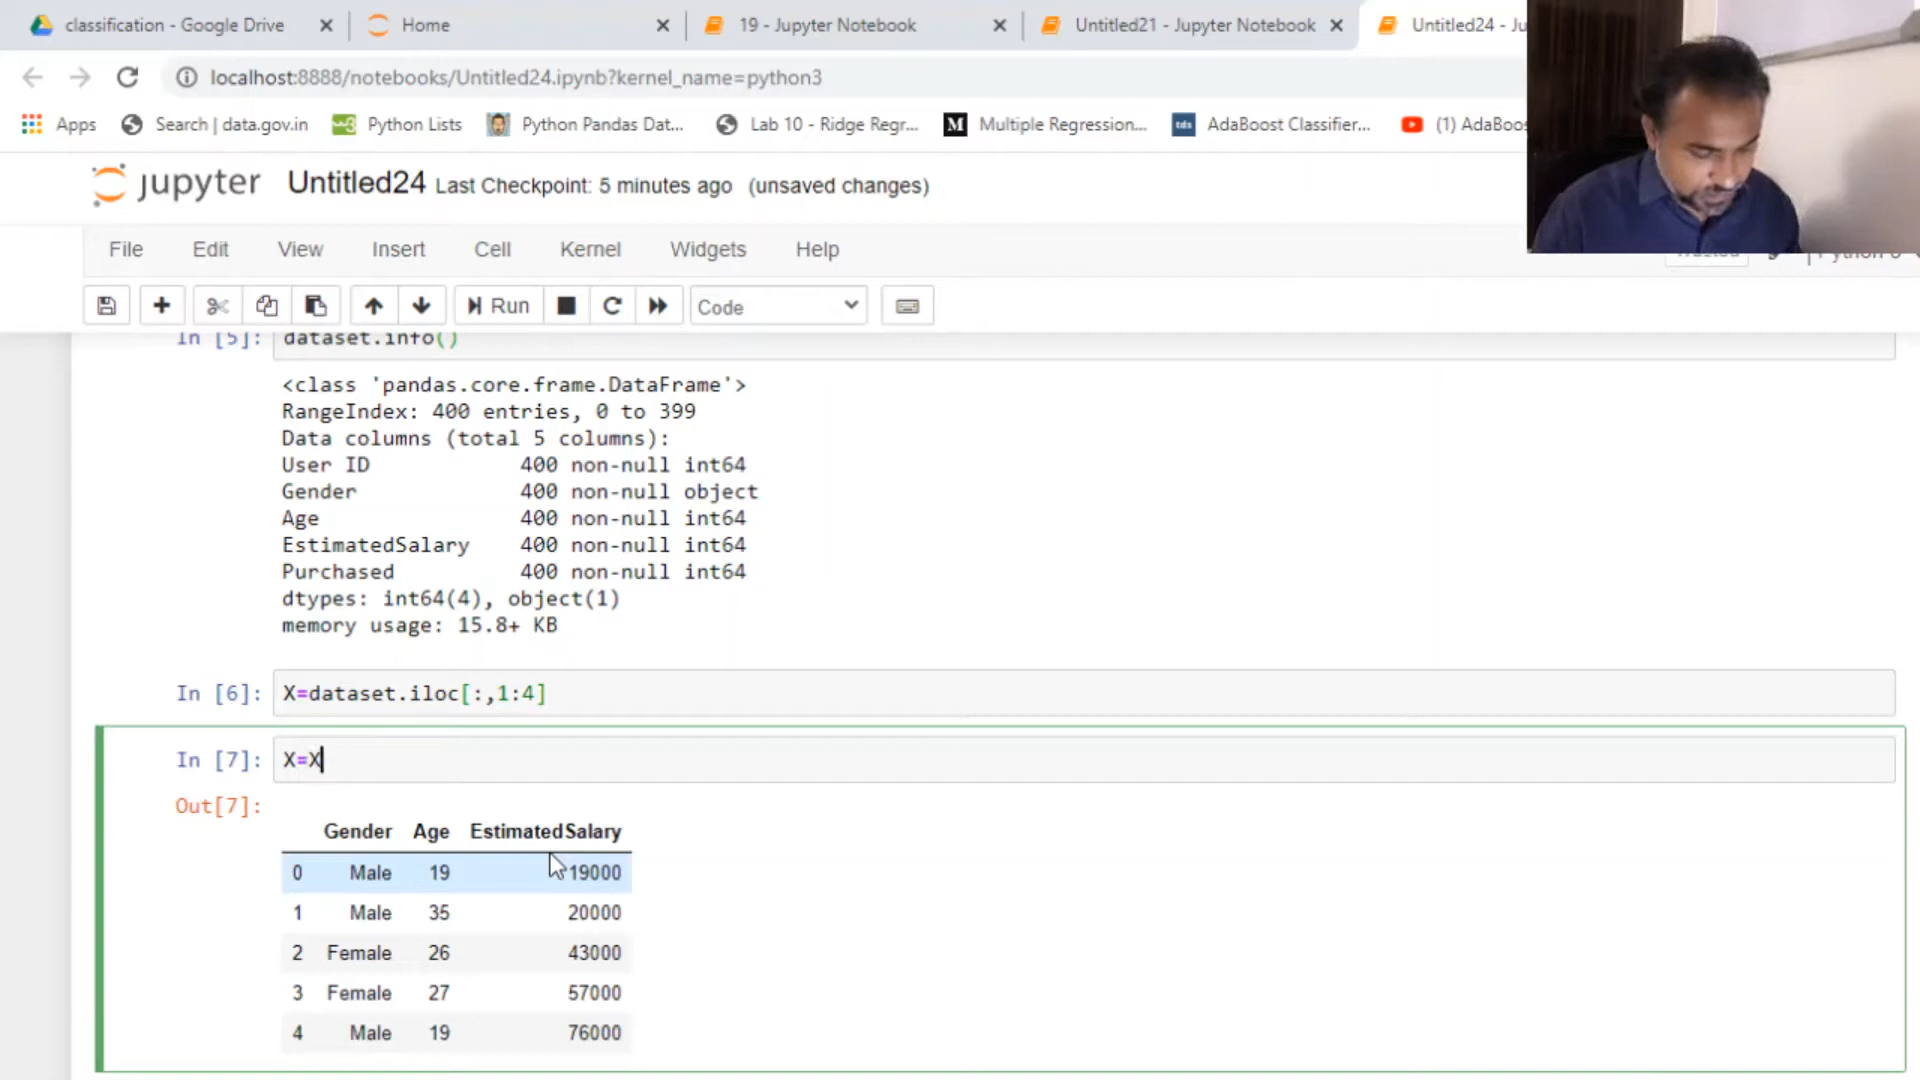 classification - Google Drive
Home
19 - Jupyter Notebook
Untitled21 - Jupyter Notebook
Untitled24 - Ju
localhost:8888/notebooks/Untitled24.ipynb?kernel_name=python3
Apps
Search | data.gov.in
Python Lists
Python Pandas Dat...
Lab 10 - Ridge Regr...
Multiple Regression...
AdaBoost Classifier...
(1) AdaBoos
jupyter Untitled24 Last Checkpoint: 5 minutes ago (unsaved changes)
File Edit View Insert Cell Kernel Widgets Help
Run
Code
In [5]: dataset.info()
<class 'pandas.core.frame.DataFrame'>
RangeIndex: 400 entries, 0 to 399
Data columns (total 5 columns):
User ID 400 non-null int64
Gender 400 non-null object
Age 400 non-null int64
EstimatedSalary 400 non-null int64
Purchased 400 non-null int64
dtypes: int64(4), object(1)
memory usage: 15.8+ KB
In [6]: X=dataset.iloc[:,1:4]
In [7]: X=X
Out[7]:
Gender Age EstimatedSalary
0 Male 19 19000
1 Male 35 20000
2 Female 26 43000
3 Female 27 57000
4 Male 19 76000